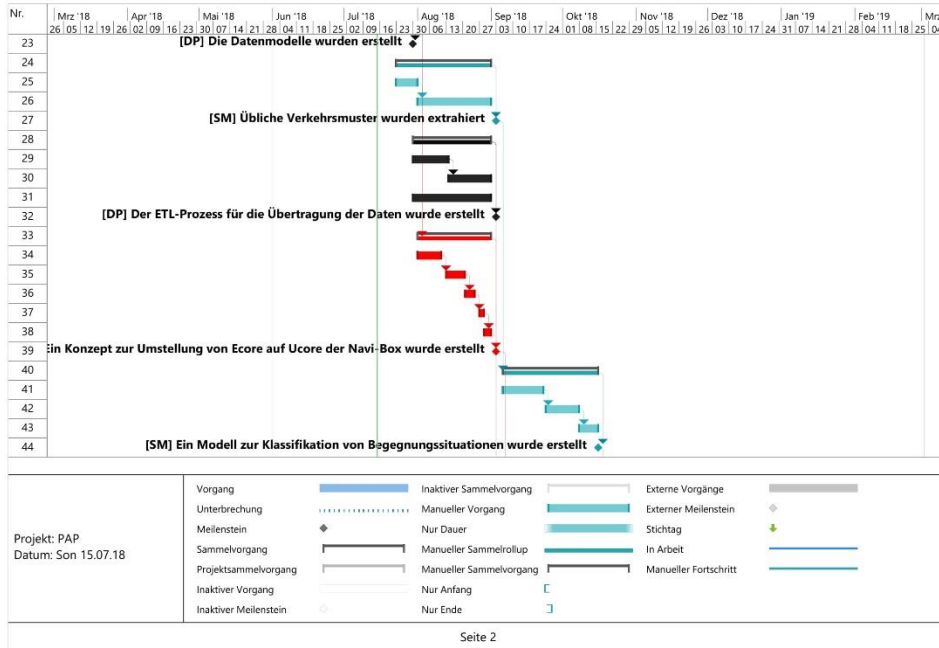 Nr. Mrz '18 Apr '18 Mai '18 Jun '18 Jul '18 Aug '18 Sep '18 Okt '18 Nov '18 Dez '18 Jan '19 Feb '19 Mrz
26 05 12 19 26 02 09 16 23 30 07 14 21 28 04 11 18 25 02 09 16 23 30 06 13 20 27 03 10 17 24 01 08 15 22 29 05 12 19 26 03 10 17 24 31 07 14 21 28 04 11 18 25 04
23 [DP] Die Datenmodelle wurden erstellt
24
25
26
27 [SM] Übliche Verkehrsmuster wurden extrahiert
28
29
30
31
32 [DP] Der ETL-Prozess für die Übertragung der Daten wurde erstellt
33
34
35
36
37
38
39 Ein Konzept zur Umstellung von Ecore auf Ucore der Navi-Box wurde erstellt
40
41
42
43
44 [SM] Ein Modell zur Klassifikation von Begegnungssituationen wurde erstellt
Projekt: PAP
Datum: Son 15.07.18
Vorgang
Unterbrechung
Meilenstein
Sammelvorgang
Projektsammelvorgang
Inaktiver Vorgang
Inaktiver Meilenstein
Inaktiver Sammelvorgang
Manueller Vorgang
Nur Dauer
Manueller Sammelrollup
Manueller Sammelvorgang
Nur Anfang
Nur Ende
Externe Vorgänge
Externer Meilenstein
Stichtag
In Arbeit
Manueller Fortschritt
Seite 2